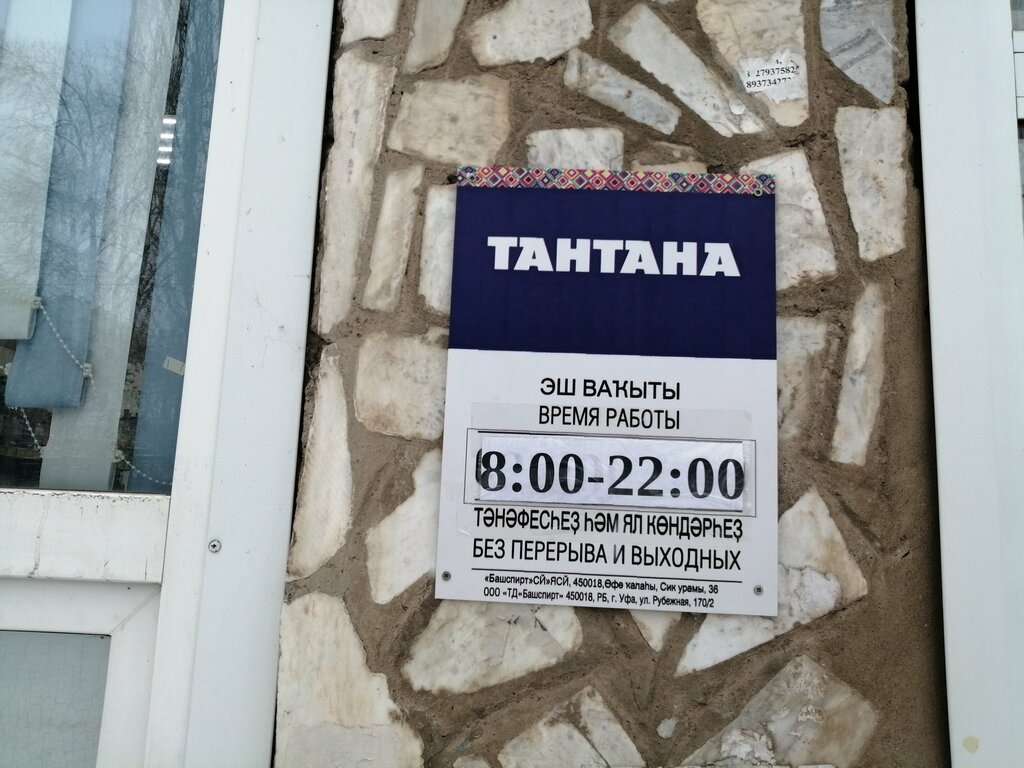 ТАНТАНА
ЭШ ВАҠЫТЫ
ВРЕМЯ РАБОТЫ
8:00-22:00
ТӘНӘФЕСҺЕҘ ҺӘМ ЯЛ КӨНДӘРҺЕҘ
БЕЗ ПЕРЕРЫВА И ВЫХОДНЫХ
«Башспирт»СЙ»ЯСЙ, 450018,Өфө ҡалаһы, Сик урамы, 36
ООО «ТД«Башспирт» 450018, РБ, г. Уфа, ул. Рубежная, 170/2